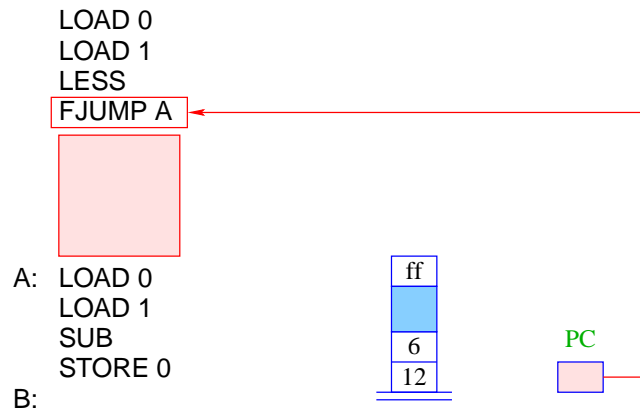 LOAD 0
LOAD 1
LESS
FJUMP A
A: LOAD 0
LOAD 1
SUB
STORE 0
B:
ff
6
12
PC